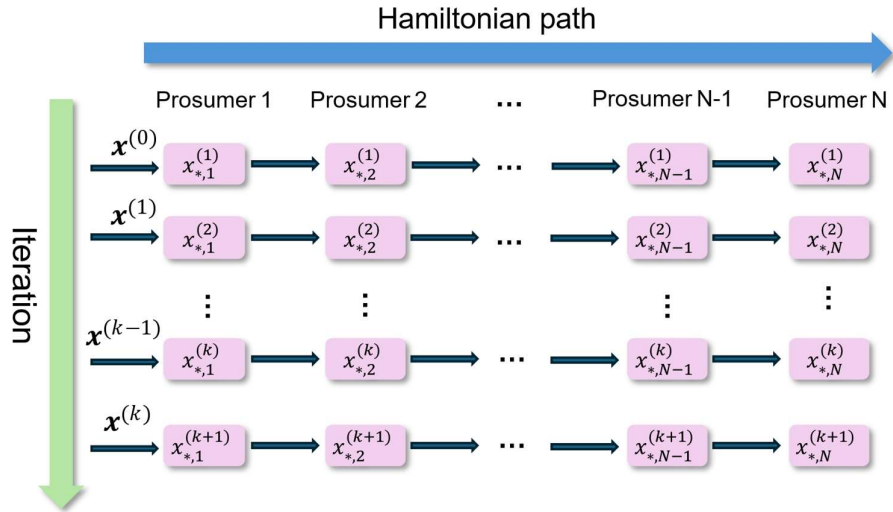 Hamiltonian path
Prosumer 1 Prosumer 2 ... Prosumer N-1 Prosumer N
Iteration
𝒙^{(0)} x_{*,1}^{(1)} x_{*,2}^{(1)} ... x_{*,N−1}^{(1)} x_{*,N}^{(1)}
𝒙^{(1)} x_{*,1}^{(2)} x_{*,2}^{(2)} ... x_{*,N−1}^{(2)} x_{*,N}^{(2)}
⋮ ⋮ ⋮ ⋮
𝒙^{(k−1)} x_{*,1}^{(k)} x_{*,2}^{(k)} ... x_{*,N−1}^{(k)} x_{*,N}^{(k)}
𝒙^{(k)} x_{*,1}^{(k+1)} x_{*,2}^{(k+1)} ... x_{*,N−1}^{(k+1)} x_{*,N}^{(k+1)}